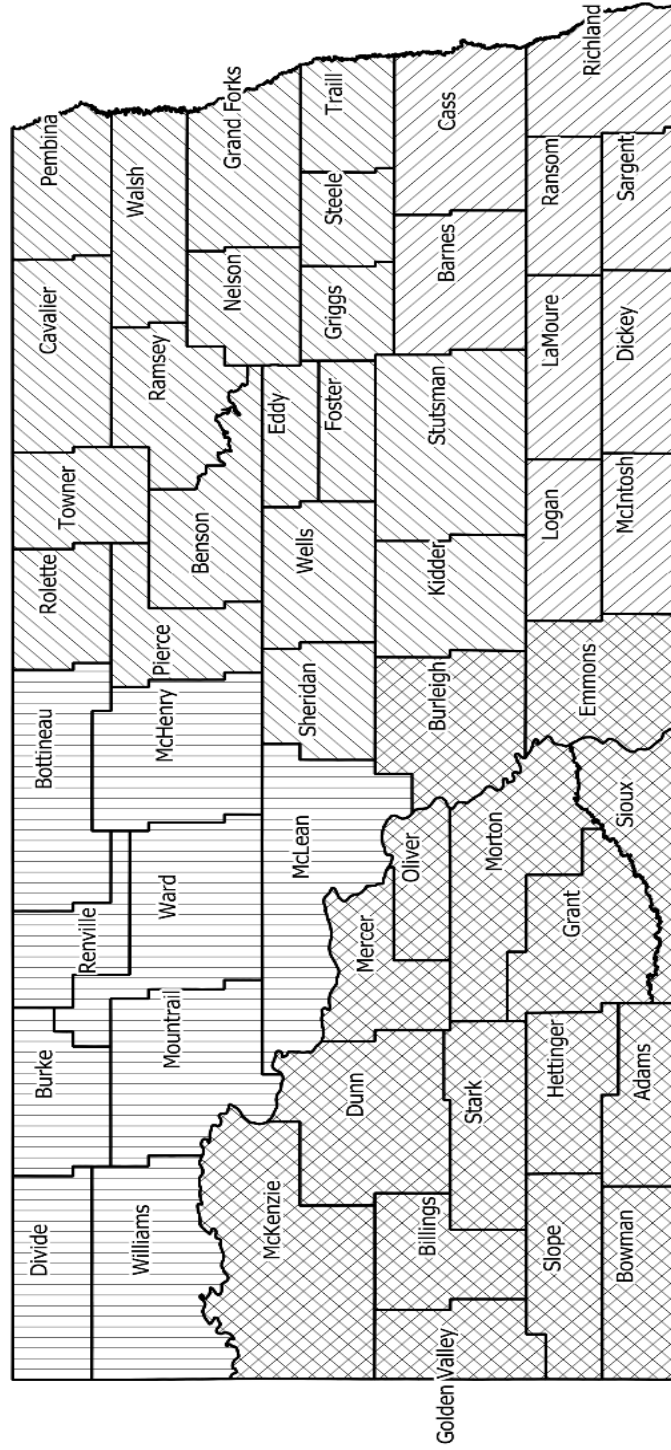 Divide
Burke
Renville
Bottineau
Rolette
Towner
Cavalier
Pembina
Williams
Mountrail
Ward
McHenry
Pierce
Benson
Ramsey
Walsh
McKenzie
McLean
Sheridan
Wells
Eddy
Foster
Nelson
Grand Forks
Griggs
Steele
Traill
Dunn
Mercer
Oliver
Golden Valley
Billings
Stark
Morton
Burleigh
Kidder
Stutsman
Barnes
Cass
Slope
Hettinger
Grant
Emmons
Logan
LaMoure
Ransom
Richland
Bowman
Adams
Sioux
McIntosh
Dickey
Sargent